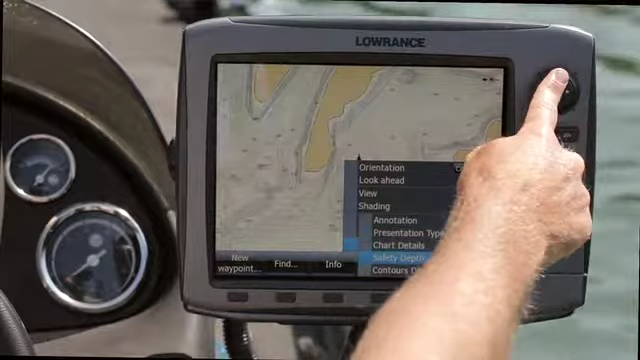 LOWRANCE
Orientation
Look ahead
View
Shading
Annotation
Presentation Type
Chart Details
Safety Depth
Contours
New
waypoint...
Find...
Info